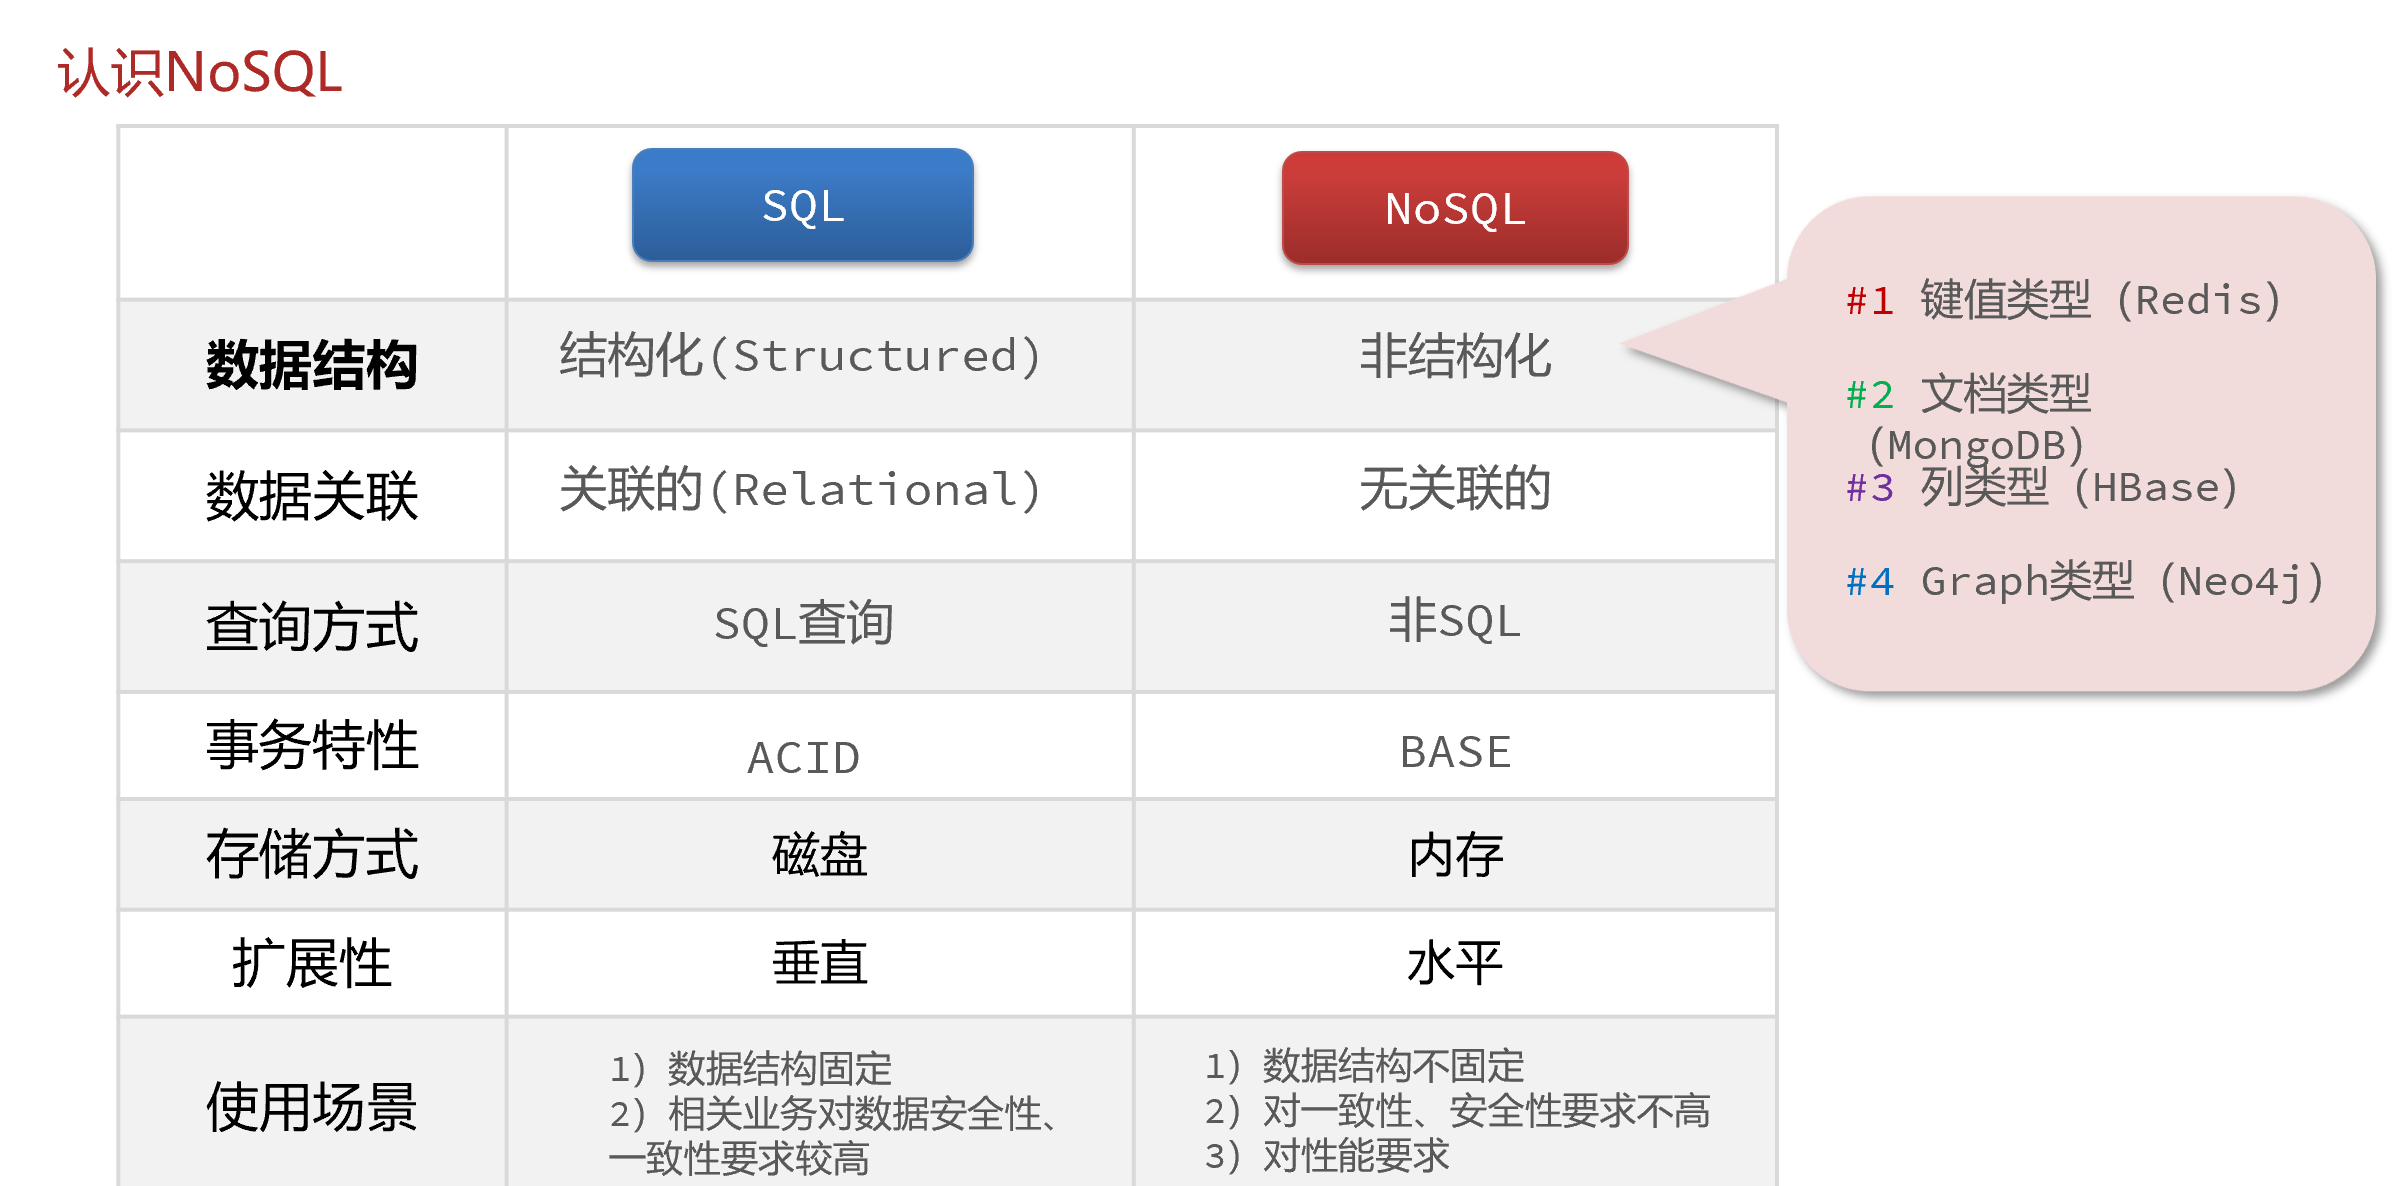 认识NoSQL
SQL
NoSQL
数据结构
结构化(Structured)
非结构化
数据关联
关联的(Relational)
无关联的
查询方式
SQL查询
非SQL
事务特性
ACID
BASE
存储方式
磁盘
内存
扩展性
垂直
水平
使用场景
1）数据结构固定
2）相关业务对数据安全性、
一致性要求较高
1）数据结构不固定
2）对一致性、安全性要求不高
3）对性能要求
#1 键值类型（Redis）
#2 文档类型
（MongoDB）
#3 列类型（HBase）
#4 Graph类型（Neo4j）